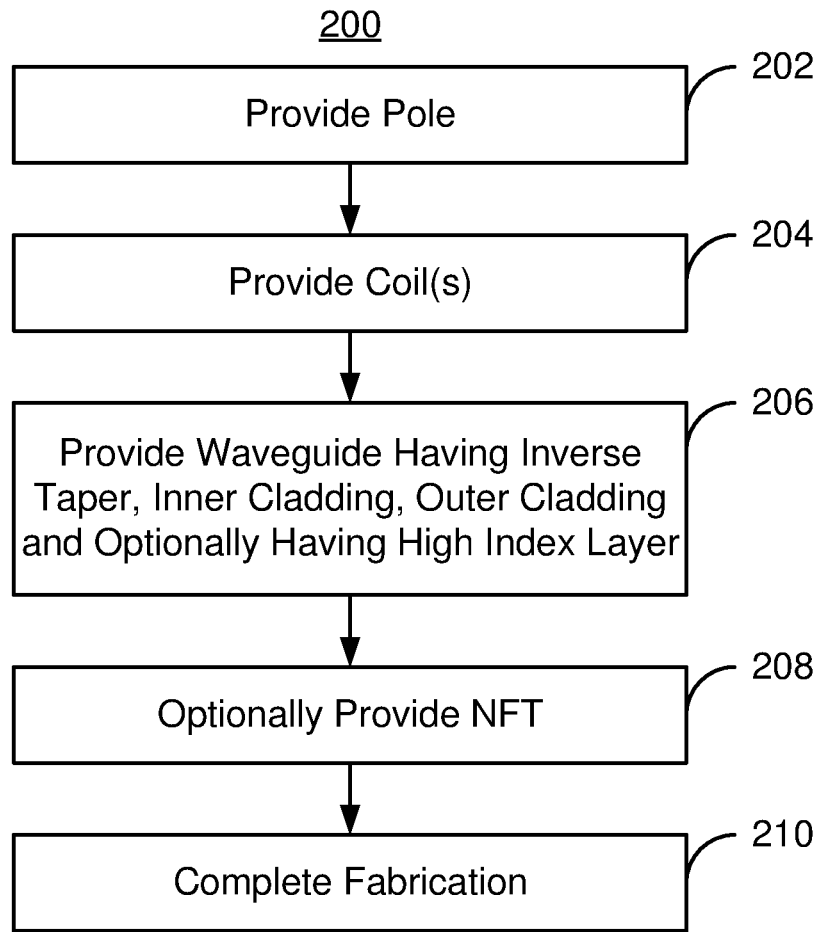 200
202
Provide Pole
204
Provide Coil(s)
206
Provide Waveguide Having Inverse
Taper, Inner Cladding, Outer Cladding
and Optionally Having High Index Layer
208
Optionally Provide NFT
210
Complete Fabrication